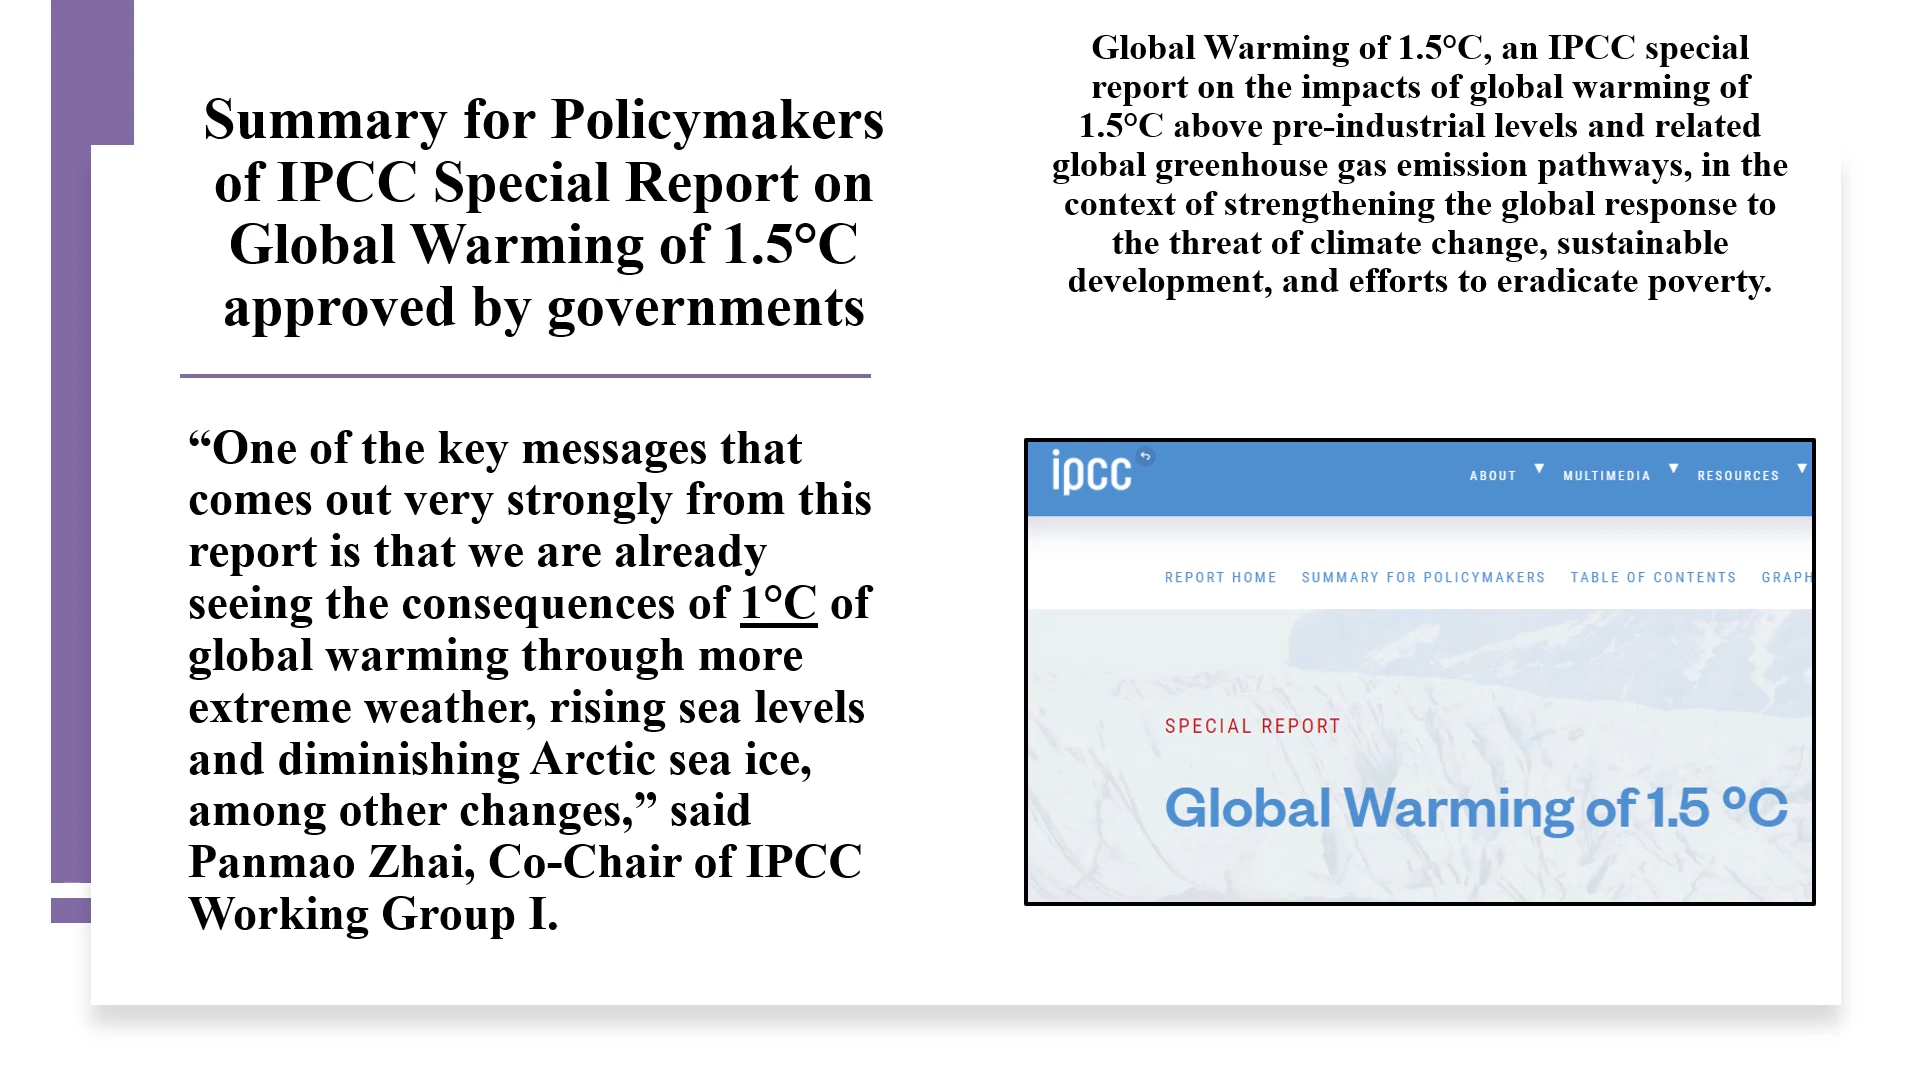 Summary for Policymakers
of IPCC Special Report on
Global Warming of 1.5°C
approved by governments
“One of the key messages that
comes out very strongly from this
report is that we are already
seeing the consequences of 1°C of
global warming through more
extreme weather, rising sea levels
and diminishing Arctic sea ice,
among other changes,” said
Panmao Zhai, Co-Chair of IPCC
Working Group I.
Global Warming of 1.5°C, an IPCC special
report on the impacts of global warming of
1.5°C above pre-industrial levels and related
global greenhouse gas emission pathways, in the
context of strengthening the global response to
the threat of climate change, sustainable
development, and efforts to eradicate poverty.
ipcc
ABOUT MULTIMEDIA RESOURCES
REPORT HOME SUMMARY FOR POLICYMAKERS TABLE OF CONTENTS GRAPH
SPECIAL REPORT
Global Warming of 1.5 ºC